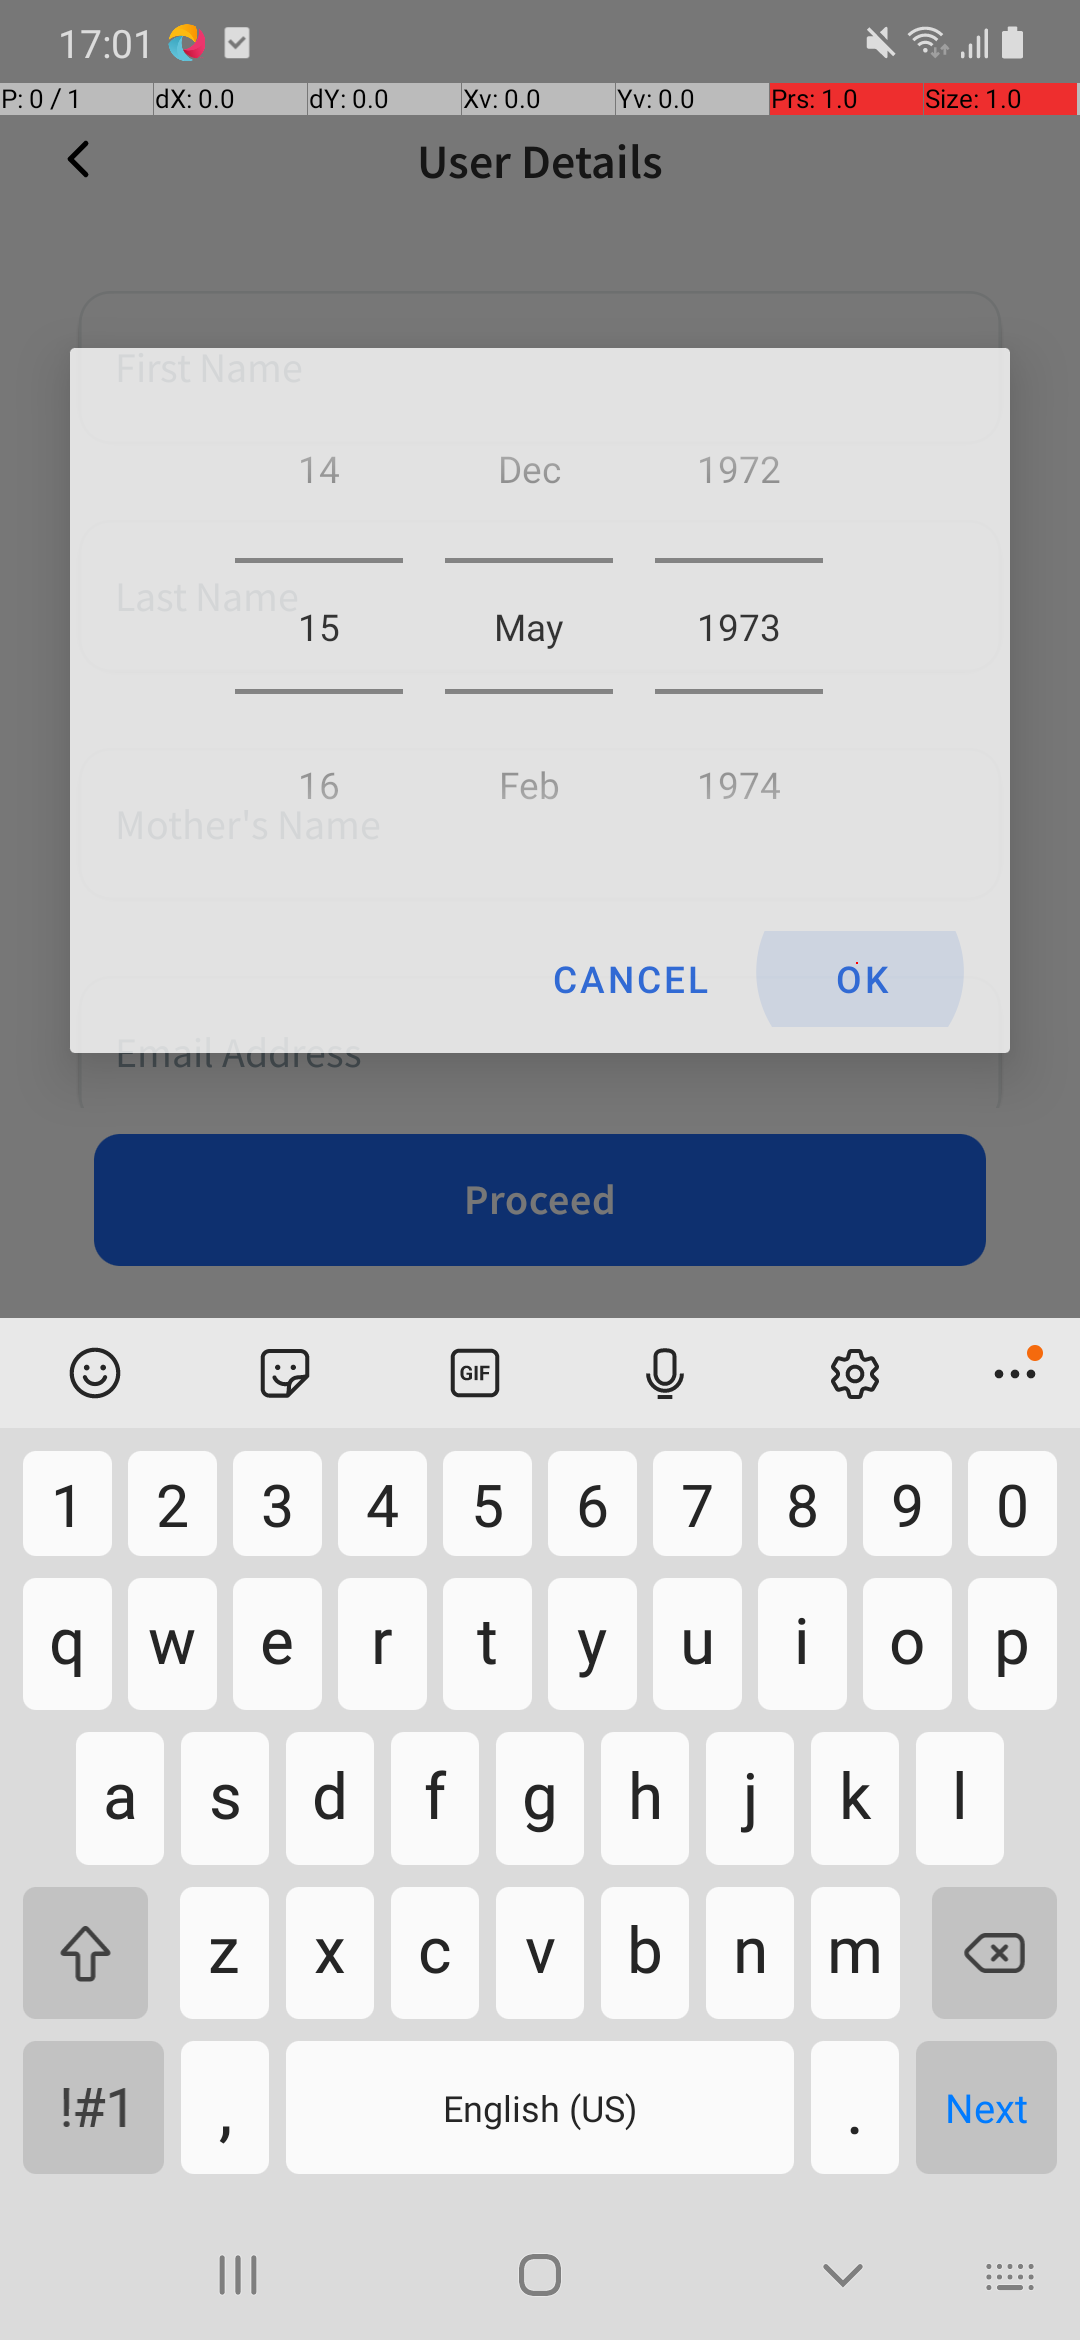 17:01
P: 0 / 1 dX: 0.0 dY: 0.0 Xv: 0.0 Yv: 0.0 Prs: 1.0 Size: 1.0
User Details
First Name
14 Dec 1972
Last Name
15 May 1973
16 Feb 1974
Mother's Name
CANCEL OK
Email Address
Proceed
GIF
1 2 3 4 5 6 7 8 9 0
q w e r t y u i o p
a s d f g h j k l
z x c v b n m
!#1 , English (US) . Next